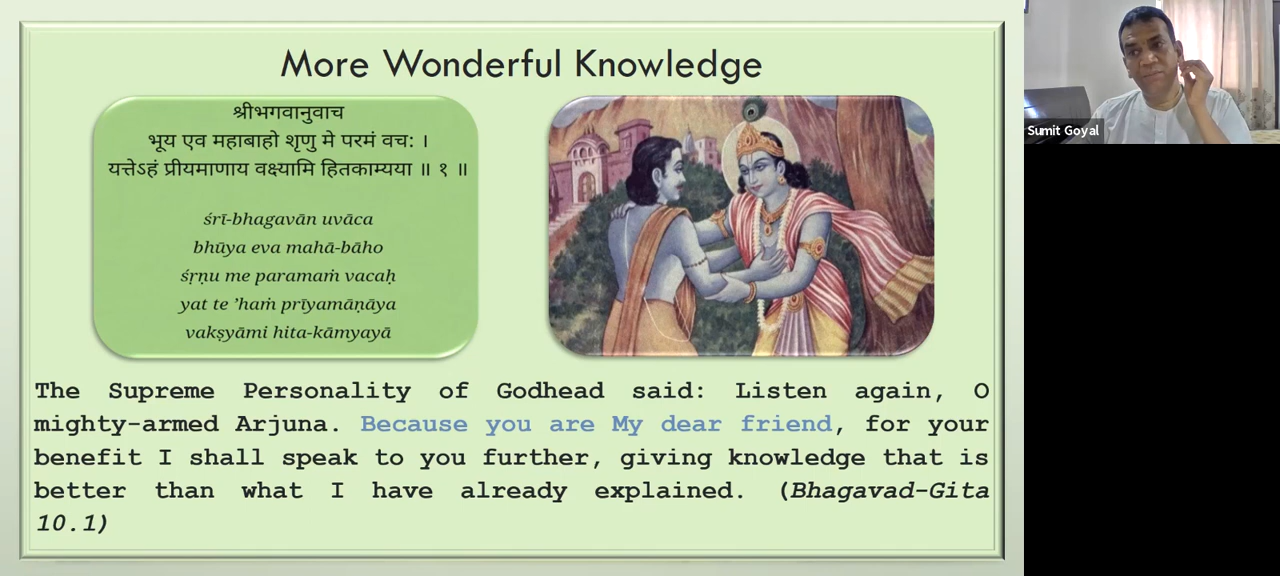 More Wonderful Knowledge
श्रीभगवानुवाच
भूय एव महाबाहो शृणु मे परमं वचः ।
यत्तेऽहं प्रीयमाणाय वक्ष्यामि हितकाम्यया ॥ १ ॥
śrī-bhagavān uvāca
bhūya eva mahā-bāho
śṛṇu me paramaṁ vacaḥ
yat te ’haṁ prīyamāṇāya
vakṣyāmi hita-kāmyayā
The Supreme Personality of Godhead said: Listen again, O
mighty-armed Arjuna. Because you are My dear friend, for your
benefit I shall speak to you further, giving knowledge that is
better than what I have already explained. (Bhagavad-Gita
10.1)
Sumit Goyal